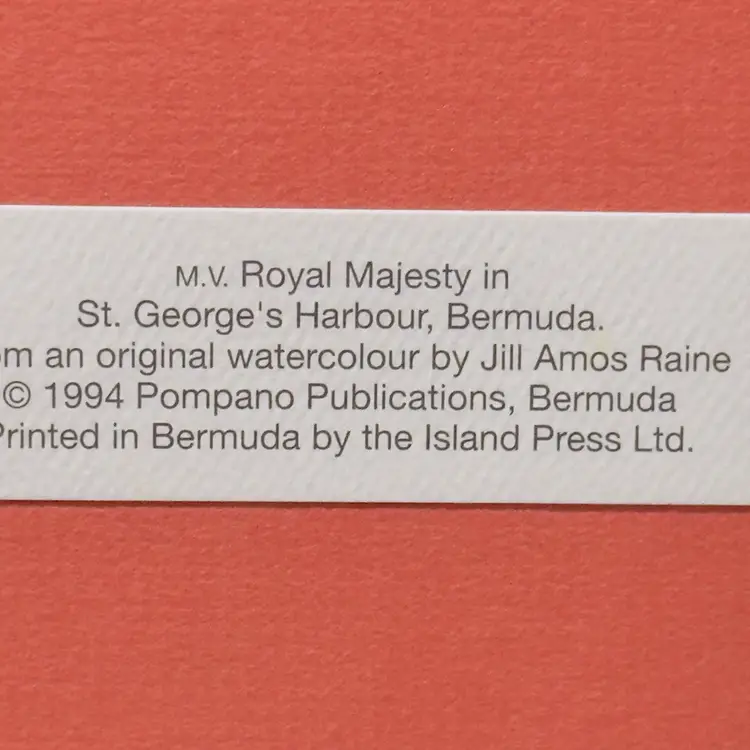 M.V. Royal Majesty in
St. George's Harbour, Bermuda.
om an original watercolour by Jill Amos Raine
© 1994 Pompano Publications, Bermuda
Printed in Bermuda by the Island Press Ltd.